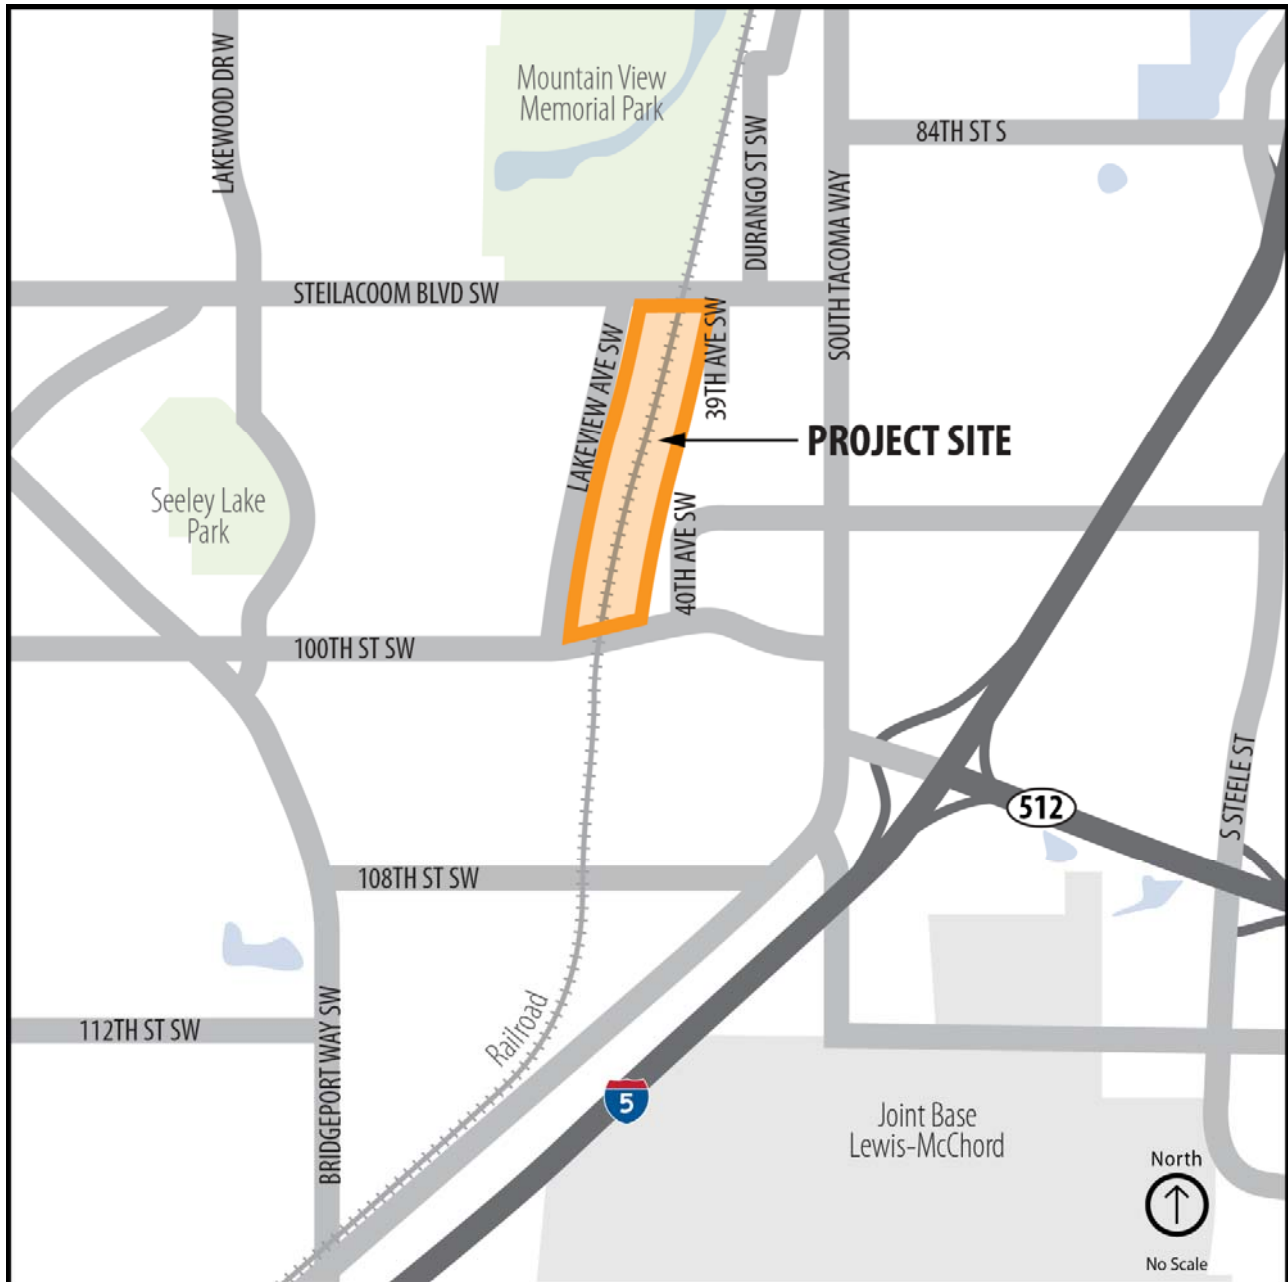 Mountain View
Memorial Park
LAKEWOOD DR W
84TH ST S
DURANGO ST SW
SOUTH TACOMA WAY
STEILACOOM BLVD SW
LAKEVIEW AVE SW
39TH AVE SW
PROJECT SITE
Seeley Lake
Park
40TH AVE SW
100TH ST SW
512
S STEELE ST
108TH ST SW
Railroad
112TH ST SW
BRIDGEPORT WAY SW
5
Joint Base
Lewis-McChord
North
No Scale